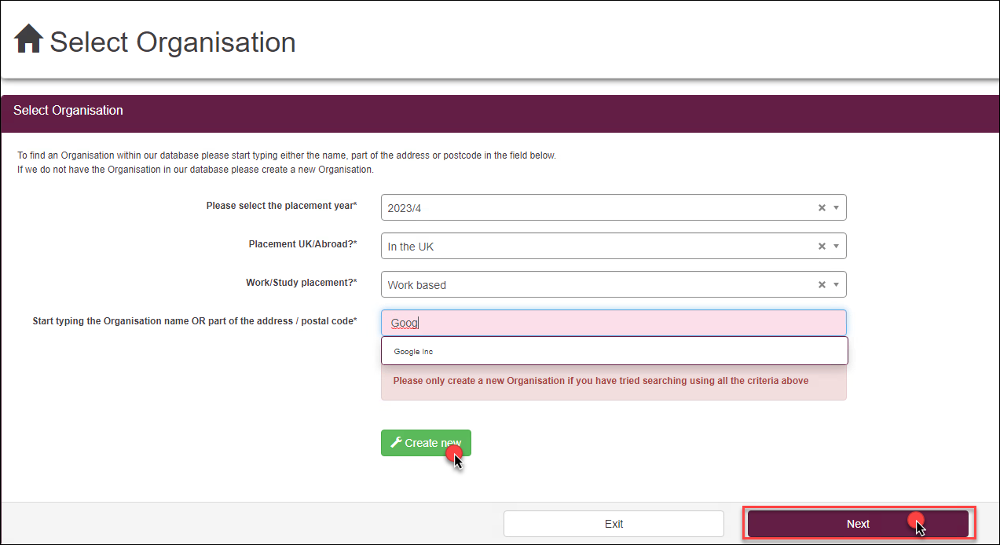 Select Organisation
Select Organisation
To find an Organisation within our database please start typing either the name, part of the address or postcode in the field below.
If we do not have the Organisation in our database please create a new Organisation.
Please select the placement year*
2023/4
Placement UK/Abroad?*
In the UK
Work/Study placement?*
Work based
Start typing the Organisation name OR part of the address / postal code*
Goog
Google Inc
Please only create a new Organisation if you have tried searching using all the criteria above
Create new
Exit
Next